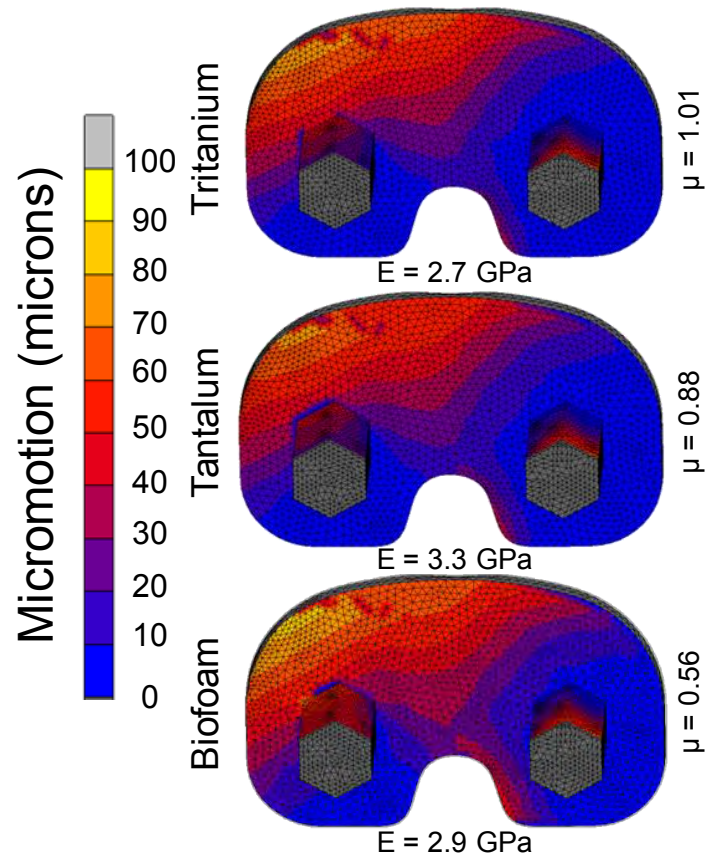 Micromotion (microns)
100
90
80
70
60
50
40
30
20
10
0
Tritanium
μ = 1.01
E = 2.7 GPa
Tantalum
μ = 0.88
E = 3.3 GPa
Biofoam
μ = 0.56
E = 2.9 GPa